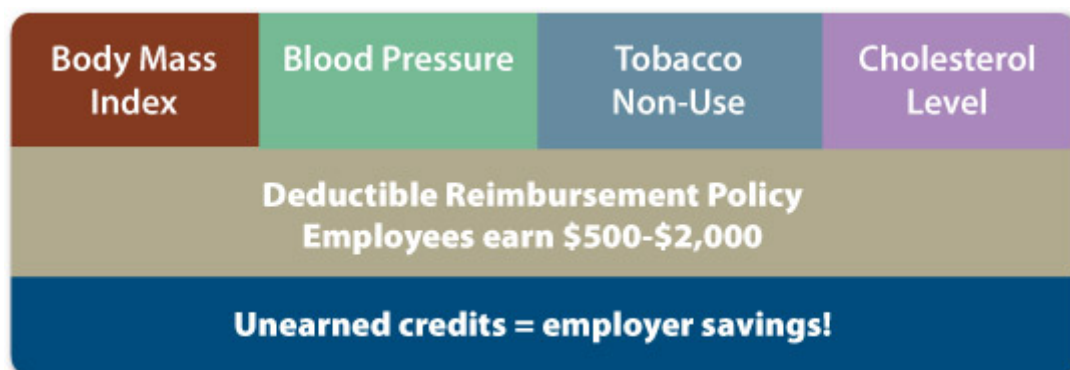 Body Mass
Index
Blood Pressure
Tobacco
Non-Use
Cholesterol
Level
Deductible Reimbursement Policy
Employees earn $500-$2,000
Unearned credits = employer savings!